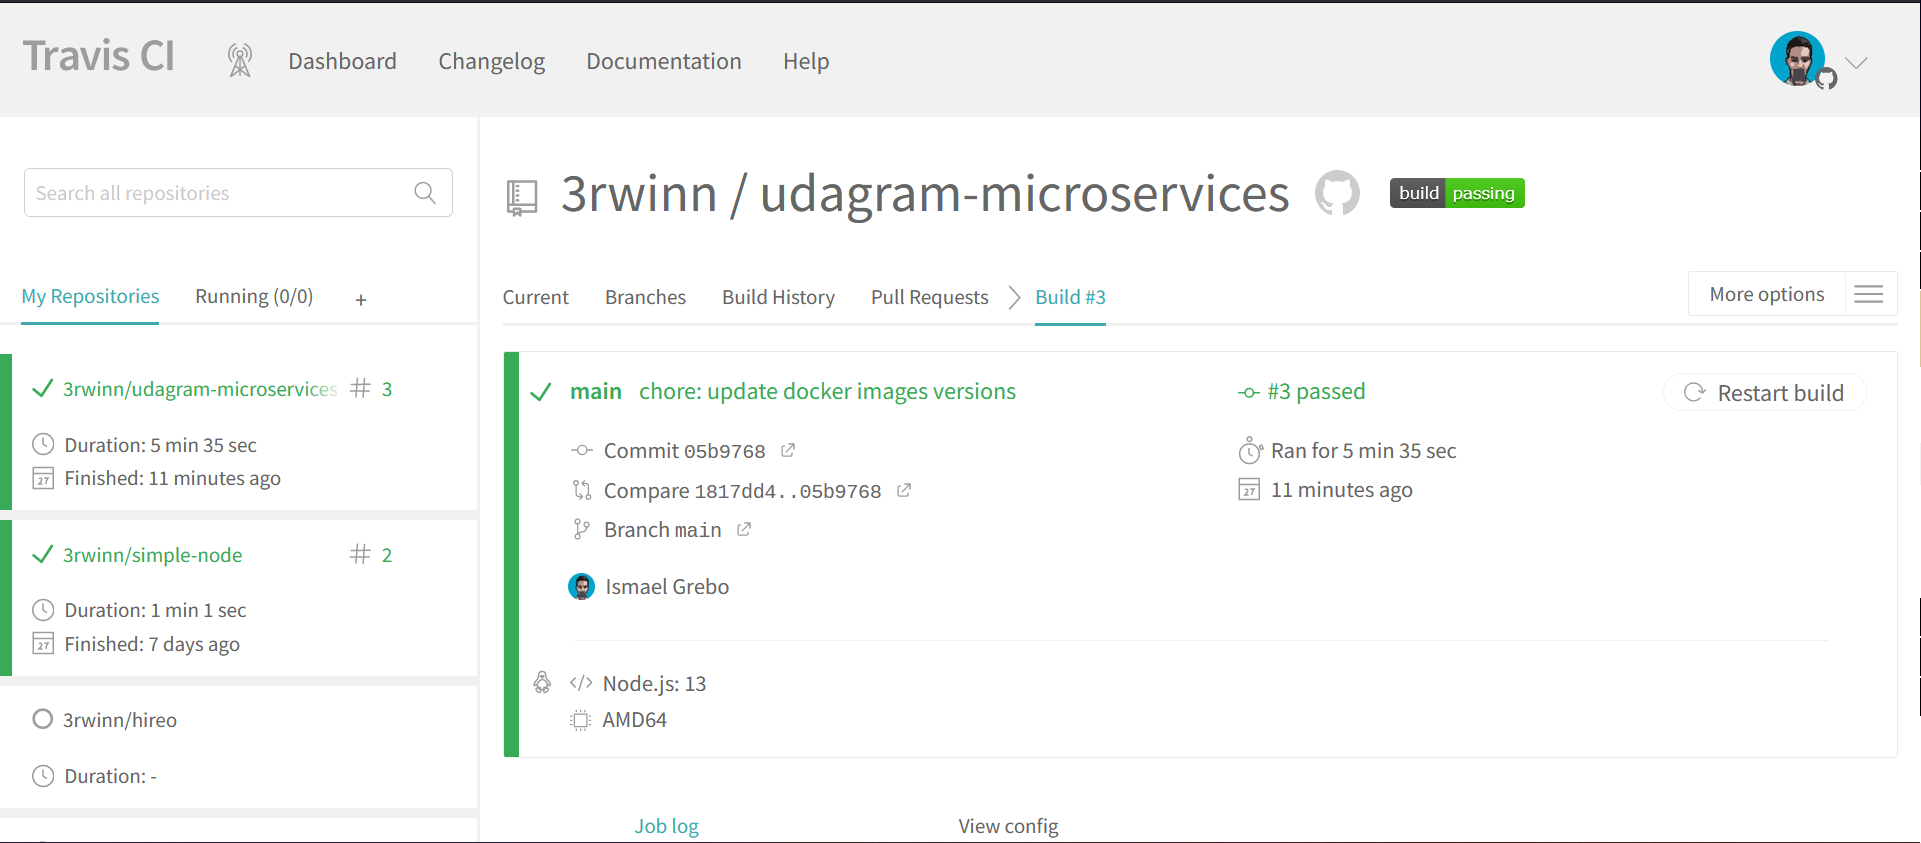 Travis CI
Dashboard
Changelog
Documentation
Help
Search all repositories
My Repositories
Running (0/0)
+
3rwinn/udagram-microservices
# 3
Duration: 5 min 35 sec
27 Finished: 11 minutes ago
3rwinn/simple-node
# 2
Duration: 1 min 1 sec
27 Finished: 7 days ago
3rwinn/hireo
Duration: -
3rwinn / udagram-microservices
build passing
Current
Branches
Build History
Pull Requests
Build #3
More options
main chore: update docker images versions
Commit 05b9768
Compare 1817dd4..05b9768
Branch main
Ismael Grebo
#3 passed
Ran for 5 min 35 sec
27 11 minutes ago
Restart build
</> Node.js: 13
AMD64
Job log
View config